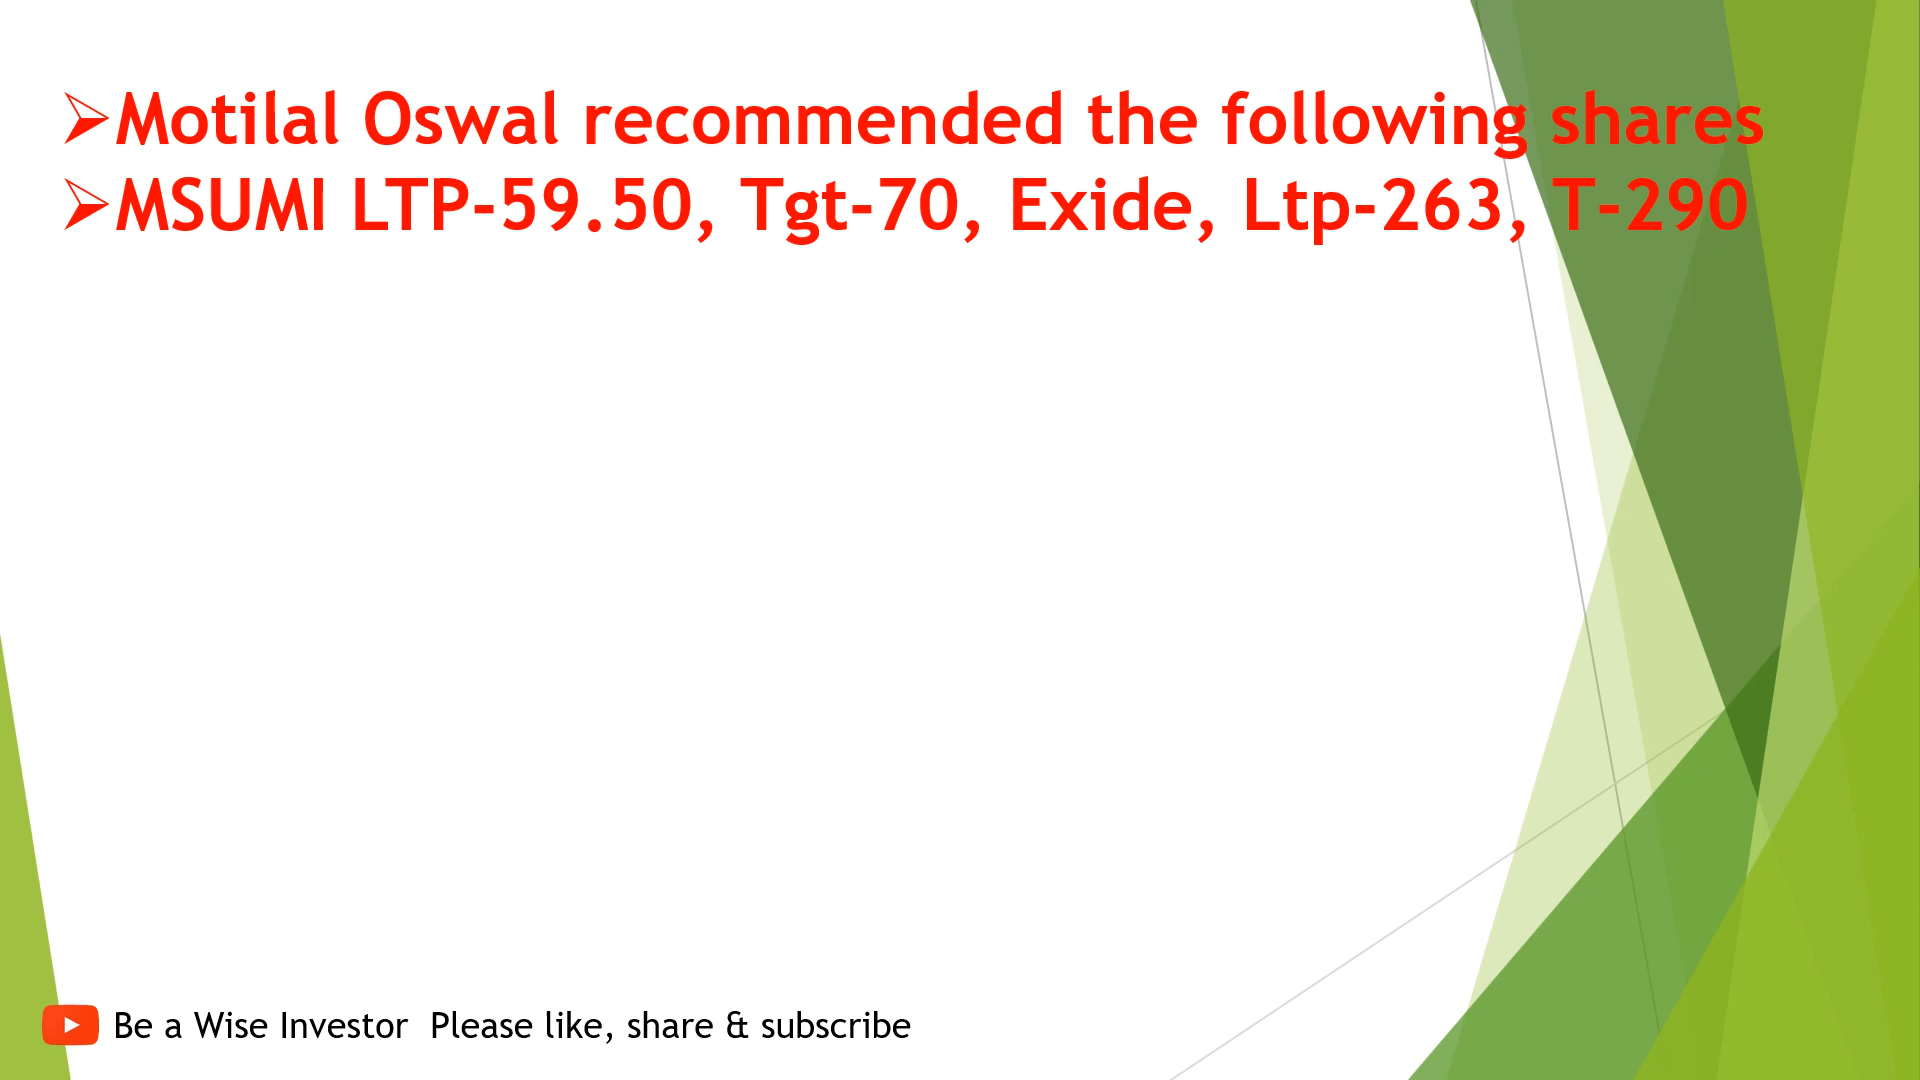 ➢Motilal Oswal recommended the following shares
➢MSUMI LTP-59.50, Tgt-70, Exide, Ltp-263, T-290
Be a Wise Investor  Please like, share & subscribe